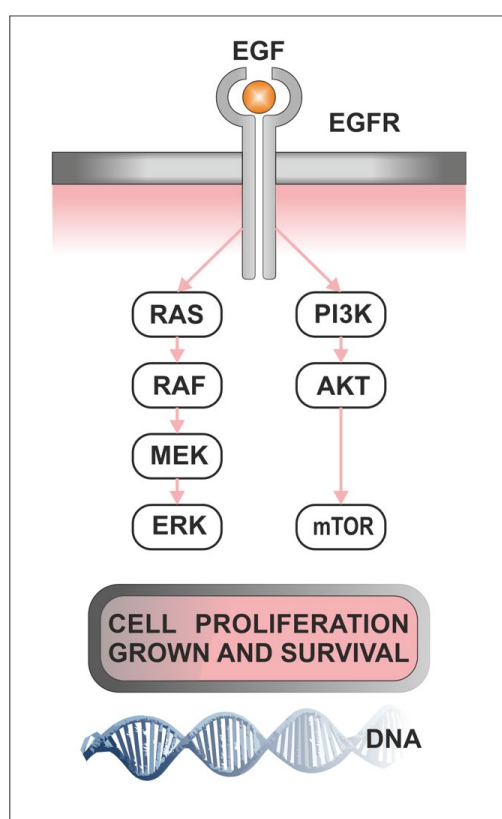 EGF
EGFR
RAS
PI3K
RAF
AKT
MEK
ERK
mTOR
CELL PROLIFERATION
GROWN AND SURVIVAL
DNA